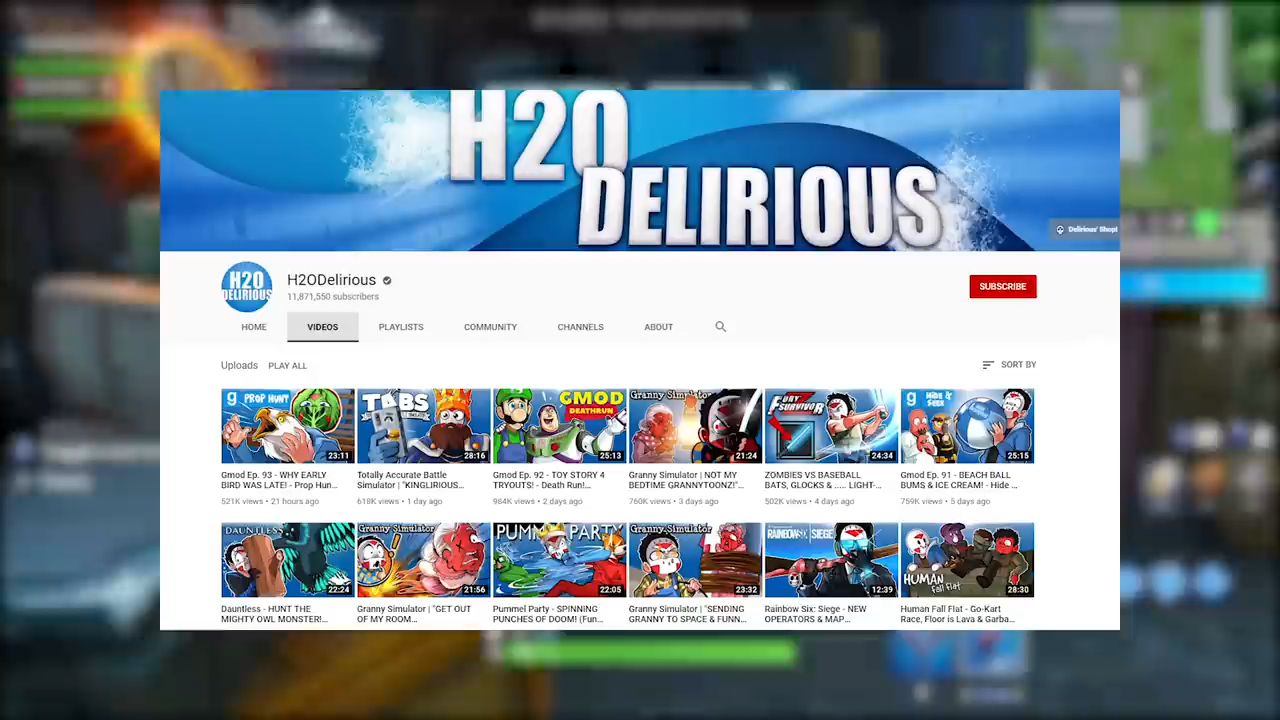 H2O
DELIRIOUS
Delirious' Shop!
H2O
DELIRIOUS
H2ODelirious
11,871,550 subscribers
SUBSCRIBE
HOME VIDEOS PLAYLISTS COMMUNITY CHANNELS ABOUT
Uploads PLAY ALL SORT BY
PROP HUNT
23:11
TABS
28:16
GMOD
DEATHRUN
25:13
Granny Simulator
21:24
FURY SURVIVOR
24:34
HIDE &
SEEK
25:15
Gmod Ep. 93 - WHY EARLY
BIRD WAS LATE! - Prop Hun...
521K views • 21 hours ago
Totally Accurate Battle
Simulator | "KINGLIRIOUS...
618K views • 1 day ago
Gmod Ep. 92 - TOY STORY 4
TRYOUTS! - Death Run!...
984K views • 2 days ago
Granny Simulator | NOT MY
BEDTIME GRANNYTOONZ!"...
760K views • 3 days ago
ZOMBIES VS BASEBALL
BATS, GLOCKS & ..... LIGHT-...
502K views • 4 days ago
Gmod Ep. 91 - BEACH BALL
BUMS & ICE CREAM! - Hide ...
759K views • 5 days ago
DAUNTLESS
22:24
Granny Simulator
21:56
PUMMEL PARTY
22:05
Granny Simulator
23:32
RAINBOW SIX SIEGE
12:39
HUMAN
Fall Flat
28:30
Dauntless - HUNT THE
MIGHTY OWL MONSTER!...
Granny Simulator | "GET OUT
OF MY ROOM...
Pummel Party - SPINNING
PUNCHES OF DOOM! (Fun...
Granny Simulator | "SENDING
GRANNY TO SPACE & FUNN...
Rainbow Six: Siege - NEW
OPERATORS & MAP...
Human Fall Flat - Go-Kart
Race, Floor is Lava & Garba...